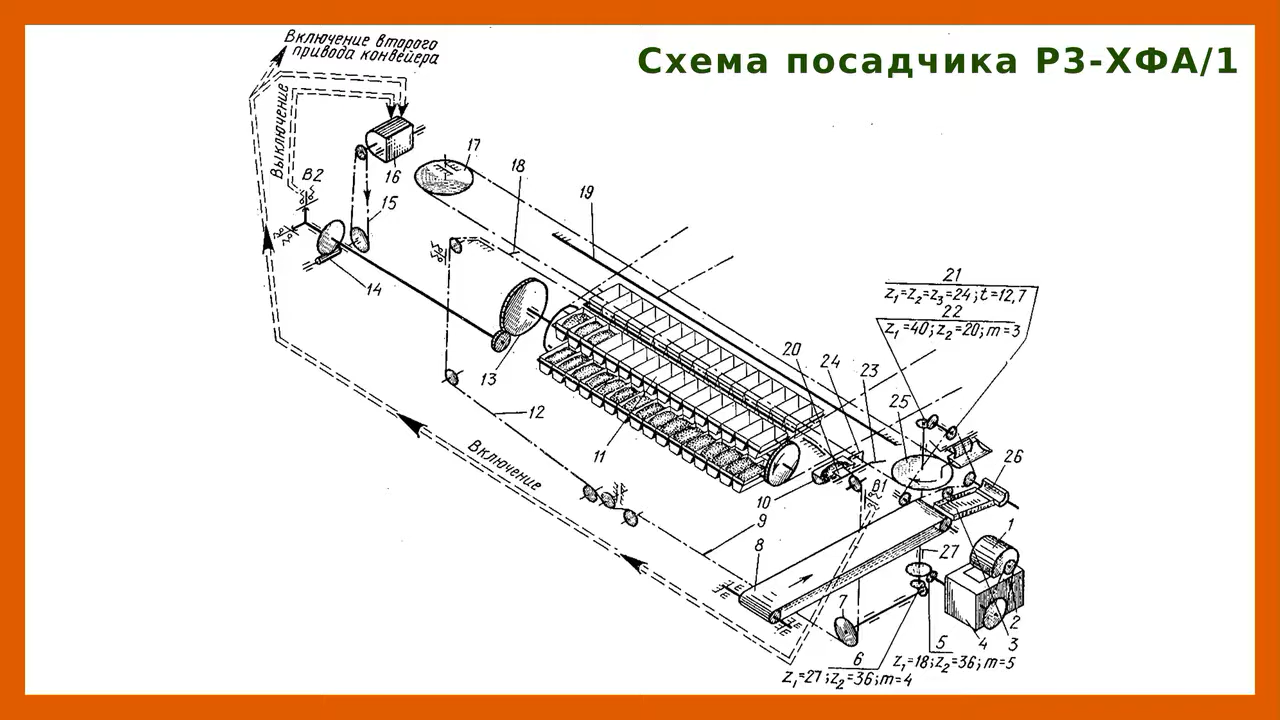 Включение второго
привода конвейера
Схема посадчика РЗ-ХФА/1
Выключение
В2
16
17
18
19
15
14
21
z₁=z₂=z₃=24; t=12,7
22
z₁=40; z₂=20; m=3
20
24
23
25
13
12
11
Включение
10
В1
26
9
8
1
27
7
2
4
3
5
z₁=18; z₂=36; m=5
6
z₁=27; z₂=36; m=4